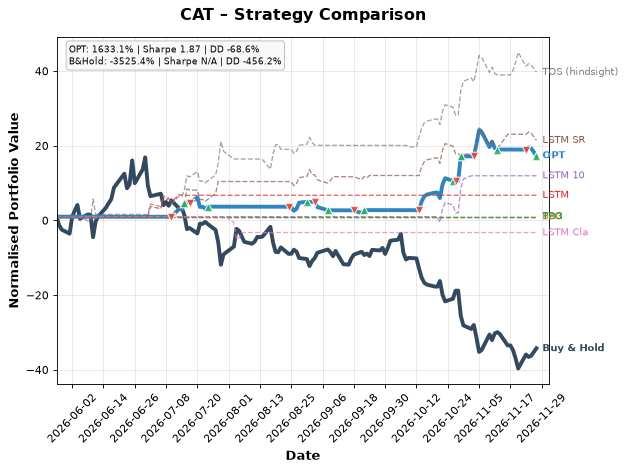 CAT – Strategy Comparison
OPT: 1633.1% | Sharpe 1.87 | DD -68.6%
B&Hold: -3525.4% | Sharpe N/A | DD -456.2%
Normalised Portfolio Value
40
20
0
−20
−40
TOS (hindsight)
LSTM SR
OPT
LSTM 10
LSTM
LSTM Cla
Buy & Hold
2026-06-02
2026-06-14
2026-06-26
2026-07-08
2026-07-20
2026-08-01
2026-08-13
2026-08-25
2026-09-06
2026-09-18
2026-09-30
2026-10-12
2026-10-24
2026-11-05
2026-11-17
2026-11-29
Date